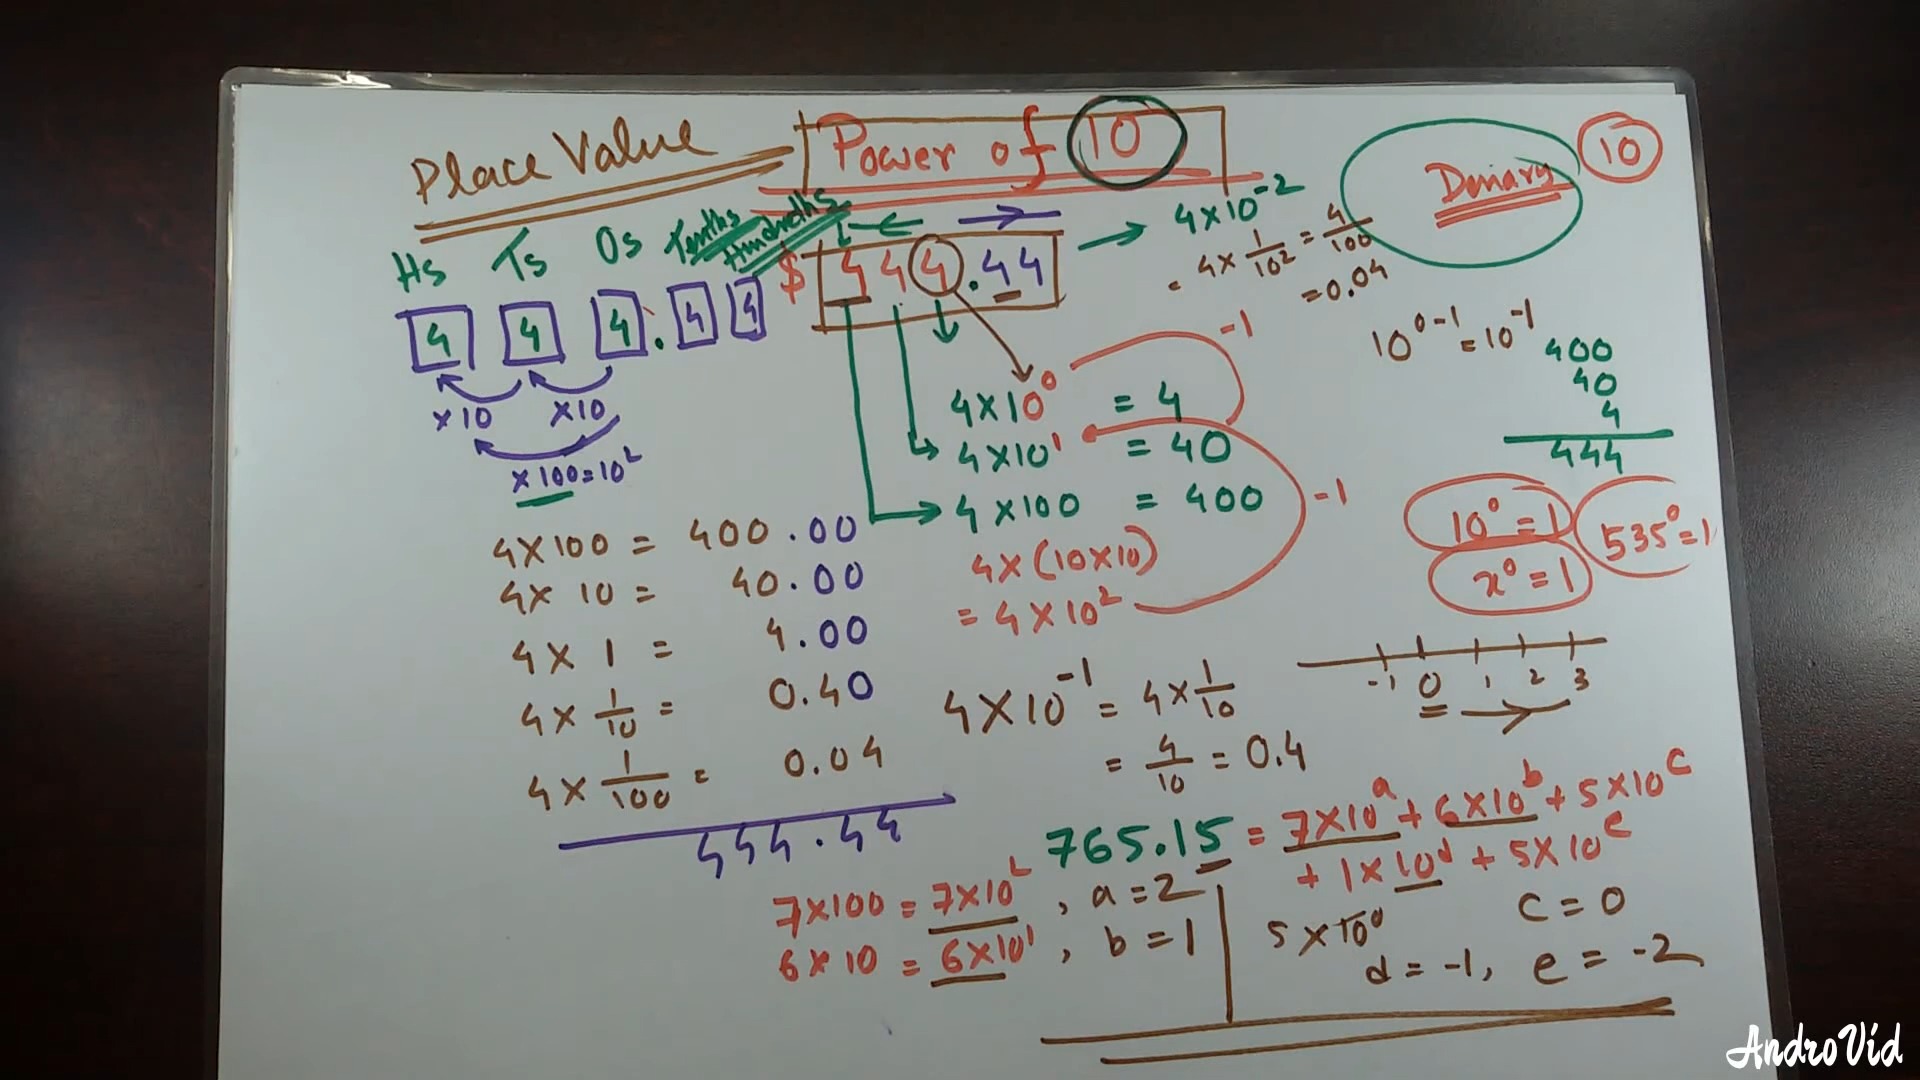 Place Value Power of 10
Denary 10
Hs Ts Os Tenths
Hundredths
4 4 4 . 4 4
×10 ×10
×100=10²
$ 444.44
4×10⁻²
= 4×1/10² = 4/100
=0.04
4×10⁰ = 4
4×10¹ = 40
4×100 = 400
4×(10×10)
= 4×10²
-1
-1
10⁰⁻¹=10⁻¹
400
40
4
444
10⁰=1
x⁰=1
535⁰=1
4×100 = 400.00
4×10 = 40.00
4×1 = 4.00
4×1/10 = 0.40
4×1/100 = 0.04
444.44
4×10⁻¹ = 4×1/10
= 4/10 = 0.4
-1 0 1 2 3
765.15 = 7×10ᵃ + 6×10ᵇ + 5×10ᶜ
+ 1×10ᵈ + 5×10ᵉ
7×100 = 7×10², a=2
6×10 = 6×10¹, b=1
5×10⁰ c=0
d=-1, e=-2
AndroVid